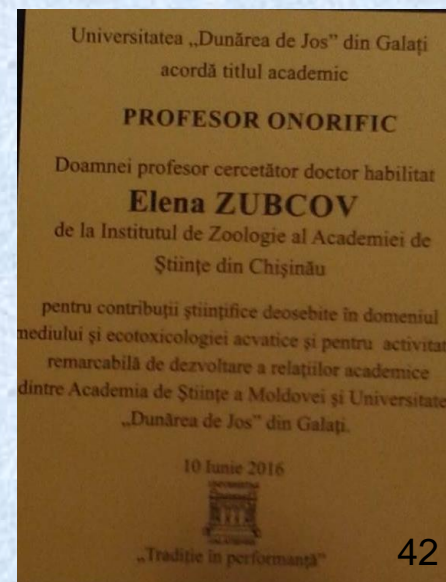 Universitatea „Dunărea de Jos” din Galați
acordă titlul academic
PROFESOR ONORIFIC
Doamnei profesor cercetător doctor habilitat
Elena ZUBCOV
de la Institutul de Zoologie al Academiei de
Științe din Chișinău
pentru contribuții științifice deosebite în domeniul
mediului și ecotoxicologiei acvatice și pentru activitat
remarcabilă de dezvoltare a relațiilor academice
dintre Academia de Științe a Moldovei și Universitate
„Dunărea de Jos” din Galați.
10 Iunie 2016
UNIVERSITAS
„Tradiție în performanță”
42